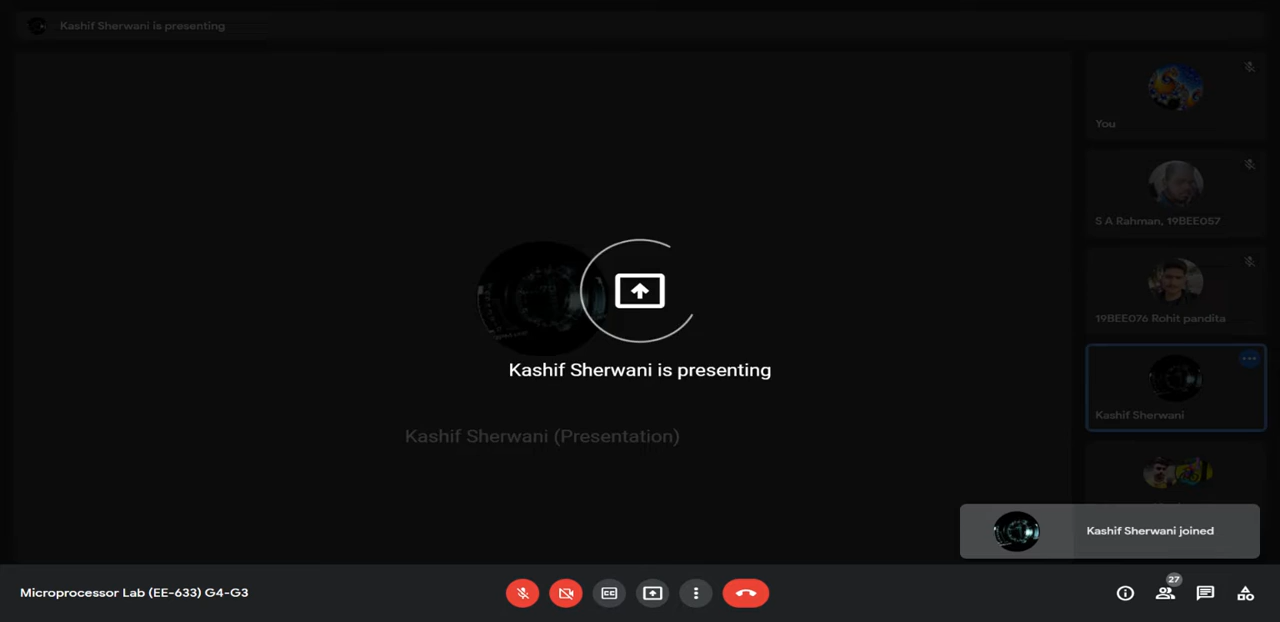 Kashif Sherwani is presenting
You
S A Rahman, 19BEE057
19BEE076 Rohit pandita
Kashif Sherwani is presenting
Kashif Sherwani
Kashif Sherwani (Presentation)
Kashif Sherwani joined
Microprocessor Lab (EE-633) G4-G3
CC
27